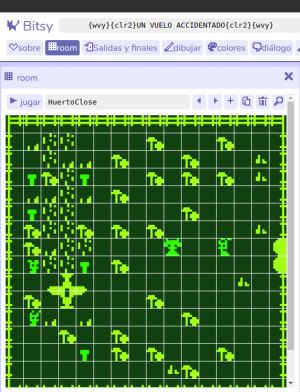 Bitsy
{wvy}{clr2}UN VUELO ACCIDENTADO{clr2}{wvy}
sobre room Salidas y finales dibujar colores diálogo
room
jugar HuertoClose